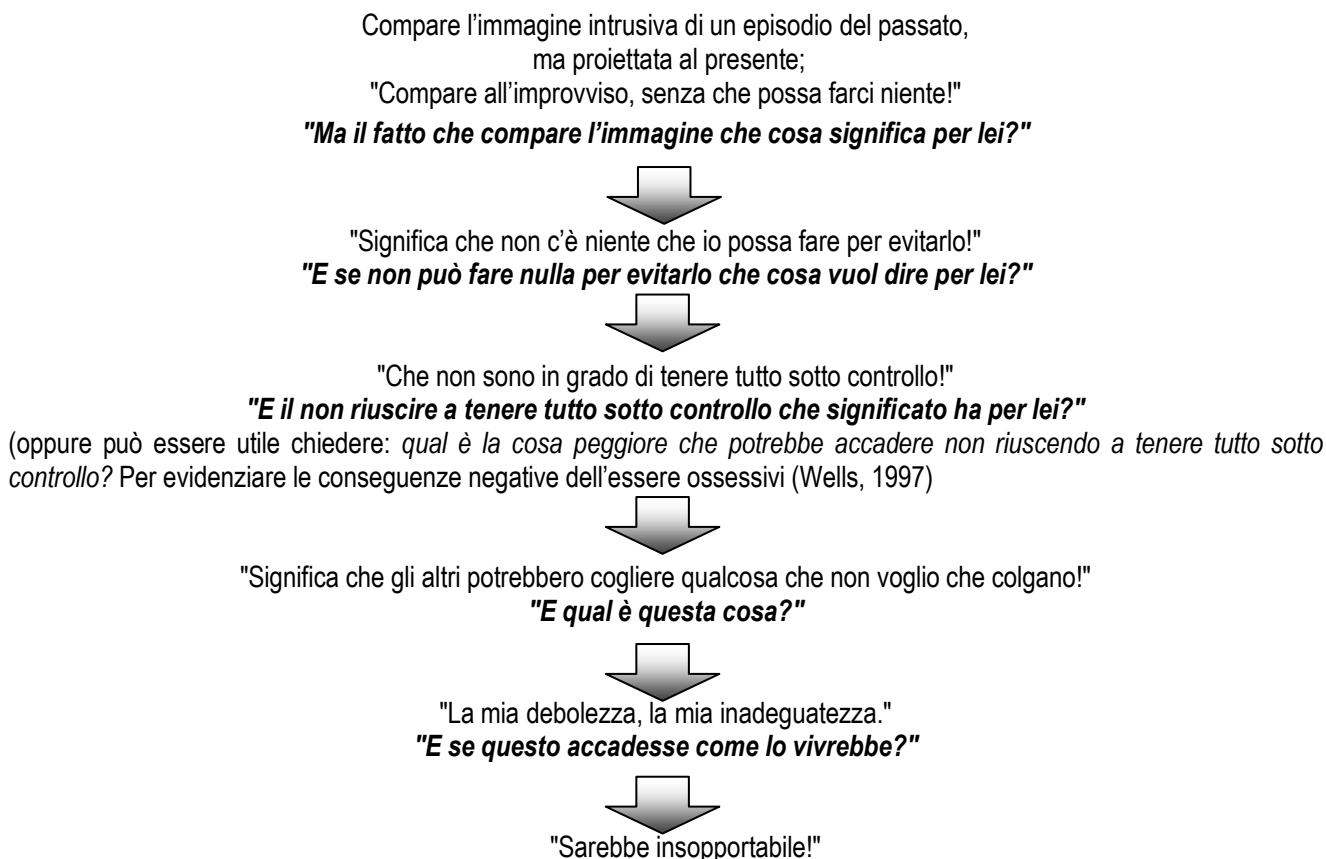 Compare l’immagine intrusiva di un episodio del passato,
ma proiettata al presente;
"Compare all’improvviso, senza che possa farci niente!"
"Ma il fatto che compare l’immagine che cosa significa per lei?"
"Significa che non c’è niente che io possa fare per evitarlo!"
"E se non può fare nulla per evitarlo che cosa vuol dire per lei?"
"Che non sono in grado di tenere tutto sotto controllo!"
"E il non riuscire a tenere tutto sotto controllo che significato ha per lei?"
(oppure può essere utile chiedere: qual è la cosa peggiore che potrebbe accadere non riuscendo a tenere tutto sotto
controllo? Per evidenziare le conseguenze negative dell’essere ossessivi (Wells, 1997)
"Significa che gli altri potrebbero cogliere qualcosa che non voglio che colgano!"
"E qual è questa cosa?"
"La mia debolezza, la mia inadeguatezza."
"E se questo accadesse come lo vivrebbe?"
"Sarebbe insopportabile!"